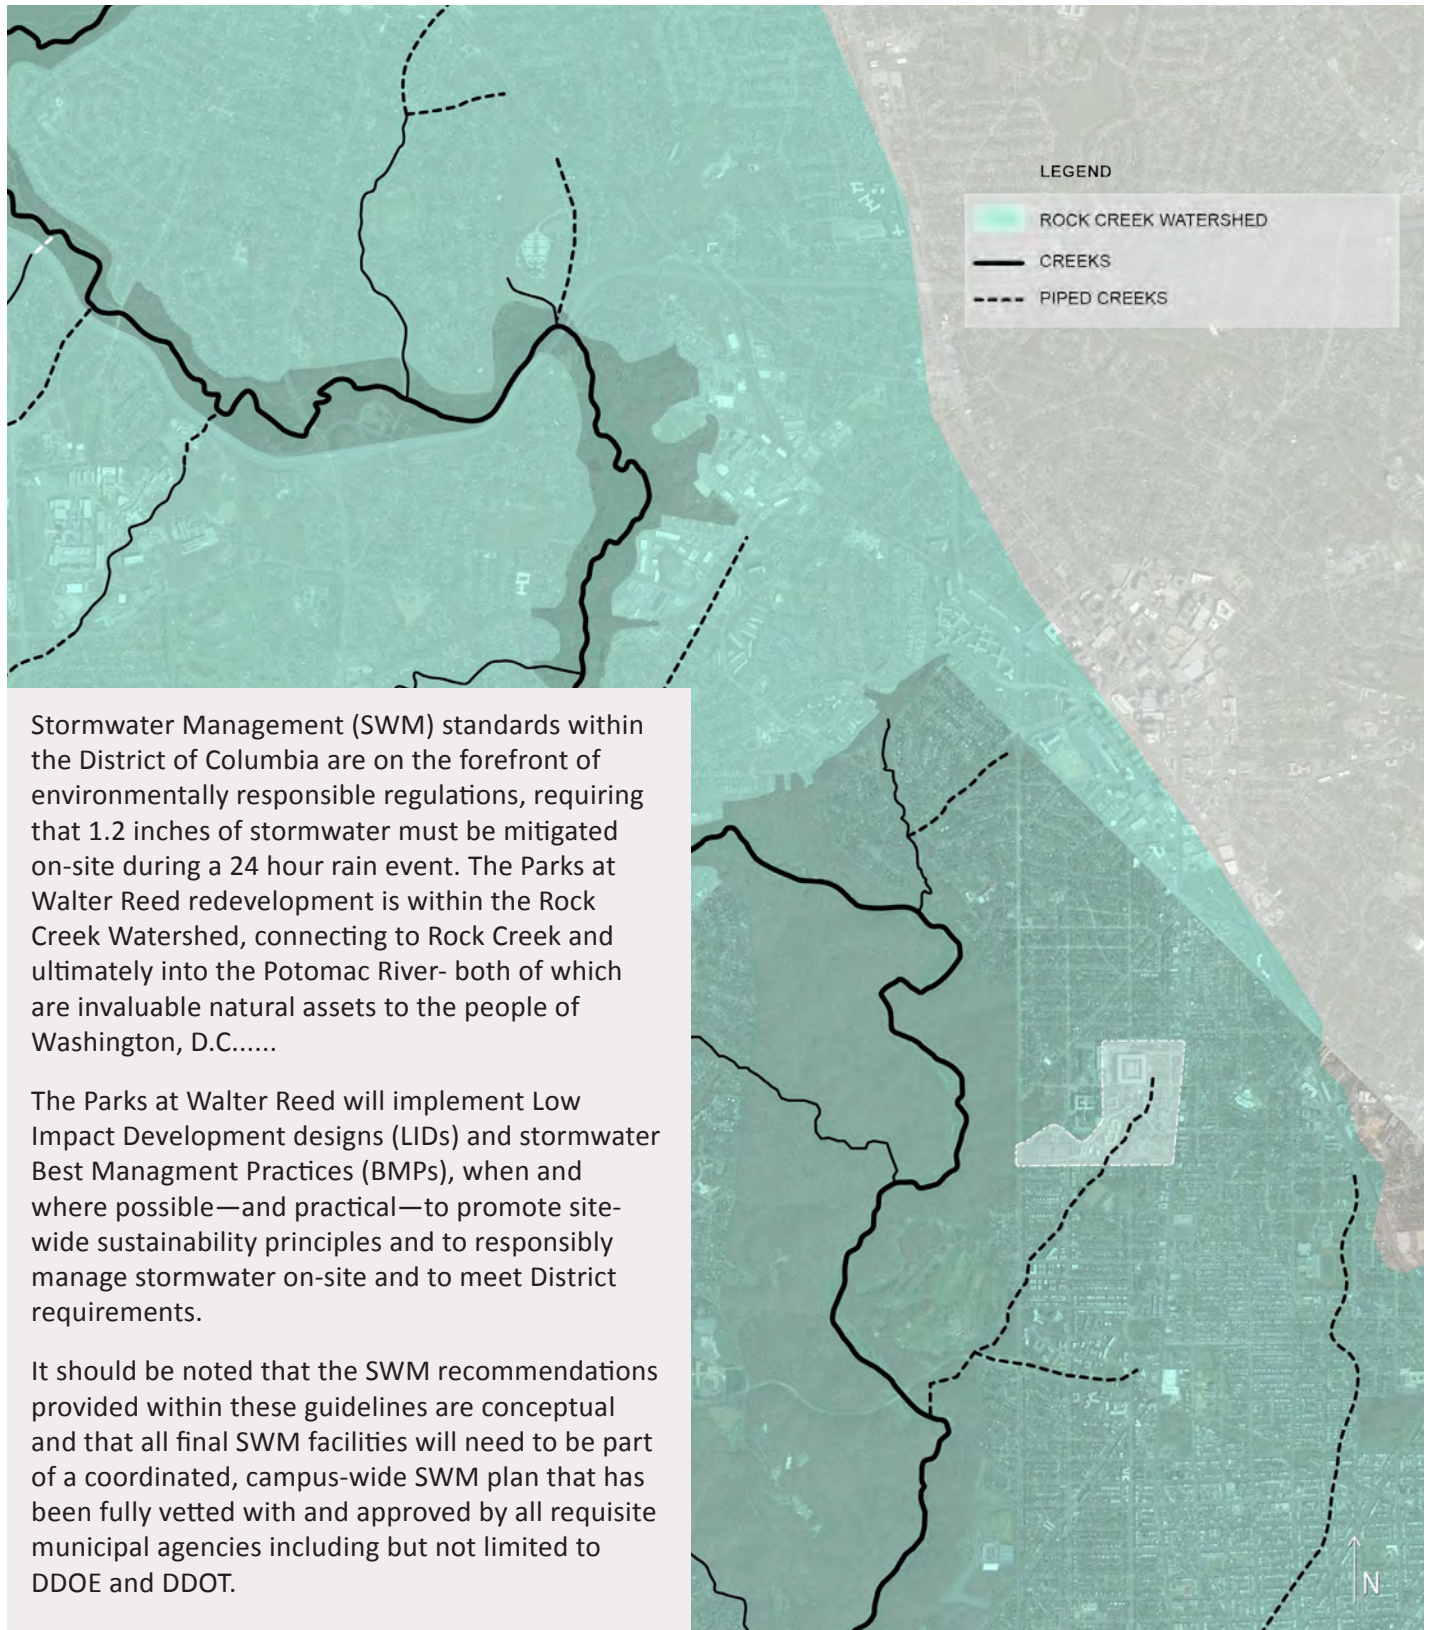 LEGEND
ROCK CREEK WATERSHED
CREEKS
PIPED CREEKS
Stormwater Management (SWM) standards within
the District of Columbia are on the forefront of
environmentally responsible regulations, requiring
that 1.2 inches of stormwater must be mitigated
on-site during a 24 hour rain event. The Parks at
Walter Reed redevelopment is within the Rock
Creek Watershed, connecting to Rock Creek and
ultimately into the Potomac River- both of which
are invaluable natural assets to the people of
Washington, D.C......
The Parks at Walter Reed will implement Low
Impact Development designs (LIDs) and stormwater
Best Managment Practices (BMPs), when and
where possible—and practical—to promote site-
wide sustainability principles and to responsibly
manage stormwater on-site and to meet District
requirements.
It should be noted that the SWM recommendations
provided within these guidelines are conceptual
and that all final SWM facilities will need to be part
of a coordinated, campus-wide SWM plan that has
been fully vetted with and approved by all requisite
municipal agencies including but not limited to
DDOE and DDOT.
N